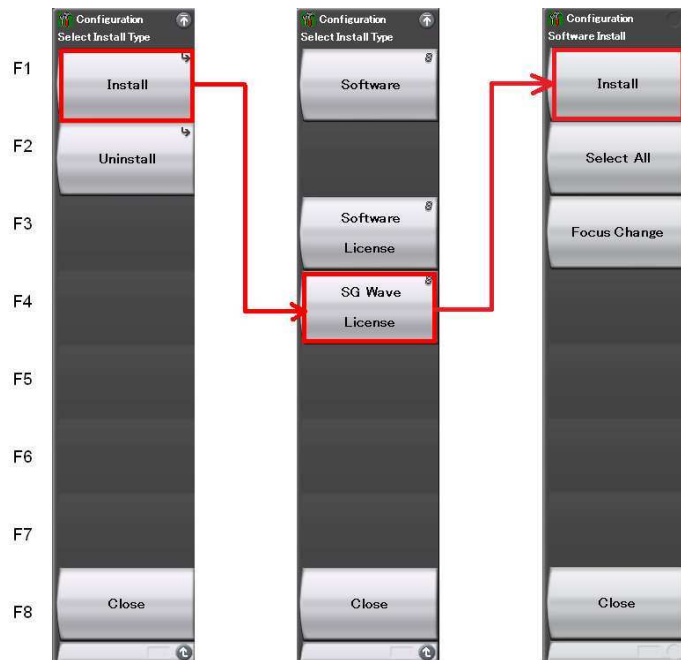 Configuration
Select Install Type
F1
Install
F2
Uninstall
F3
F4
F5
F6
F7
F8
Close
Configuration
Select Install Type
Software
Software
License
SG Wave
License
Close
Configuration
Software Install
Install
Select All
Focus Change
Close